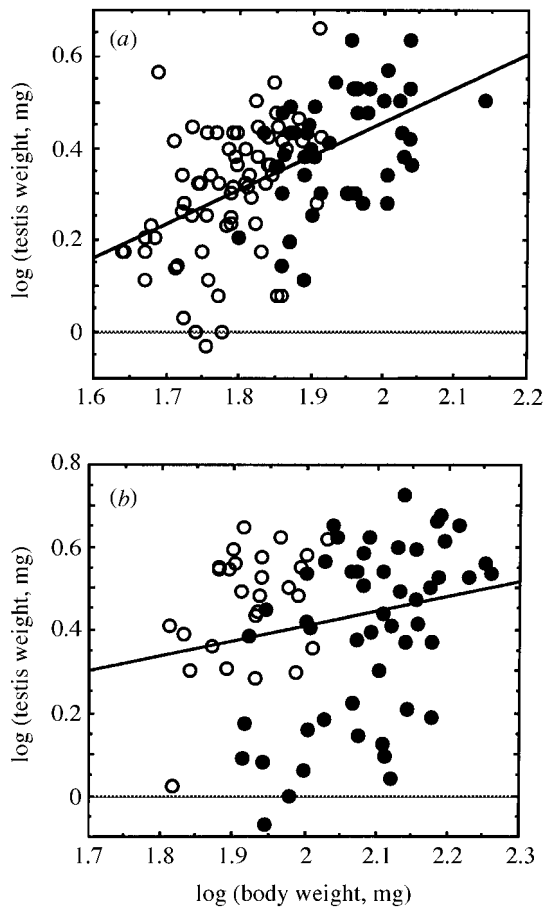 (a)
0.6
0.4
0.2
0
log (testis weight, mg)
1.6 1.7 1.8 1.9 2 2.1 2.2
(b)
0.8
0.6
0.4
0.2
0
log (testis weight, mg)
1.7 1.8 1.9 2 2.1 2.2 2.3
log (body weight, mg)